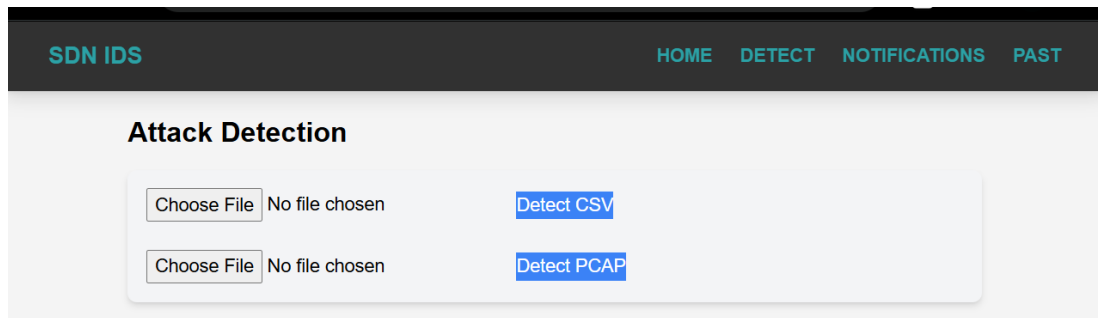 SDN IDS HOME DETECT NOTIFICATIONS PAST
Attack Detection
Choose File No file chosen Detect CSV
Choose File No file chosen Detect PCAP